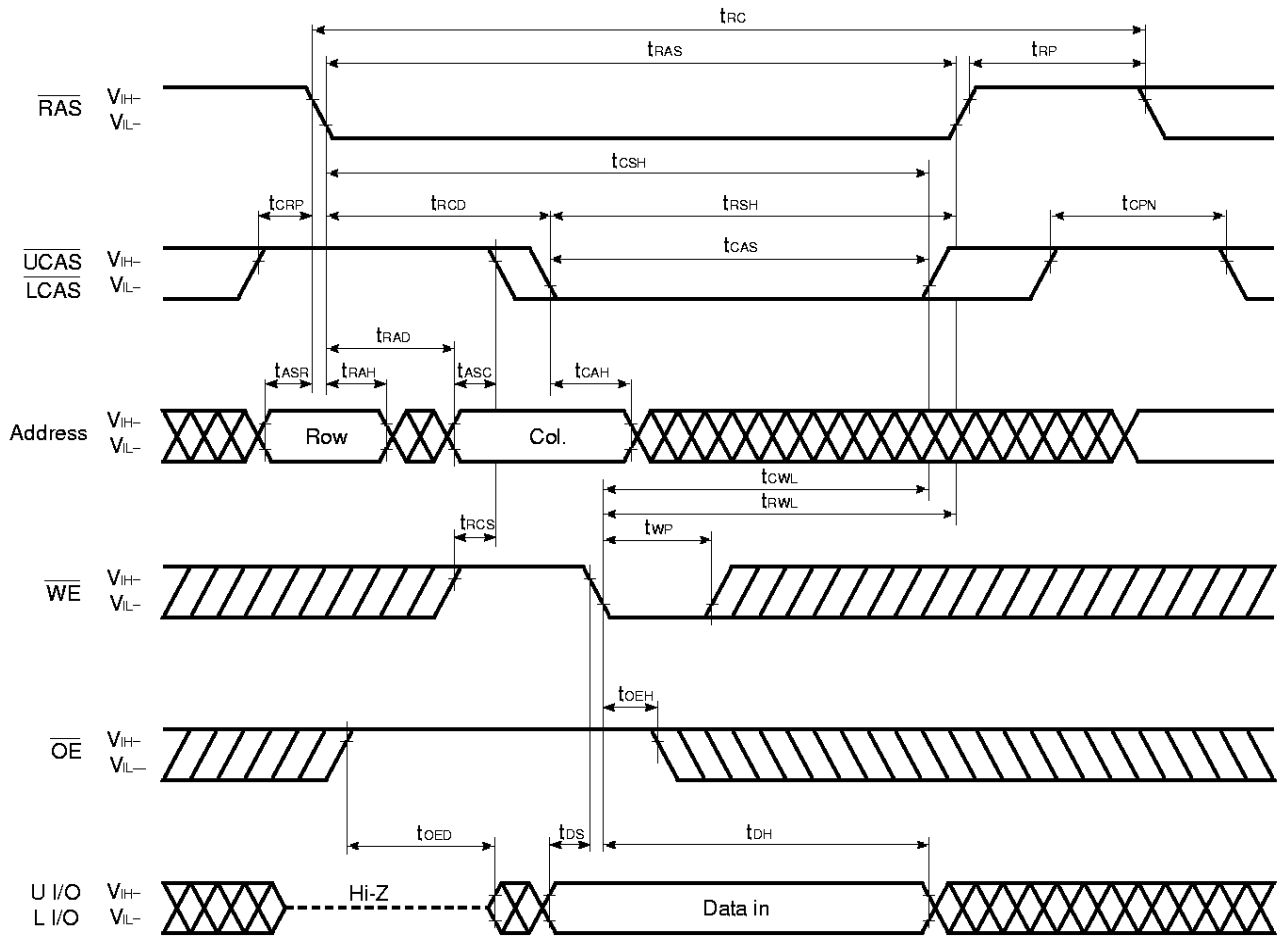 tRC
tRAS
tRP
RAS
VIH–
VIL–
tCSH
tCRP
tRCD
tRSH
tCPN
tCAS
UCAS
LCAS
VIH–
VIL–
tRAD
tASR
tRAH
tASC
tCAH
Address
VIH–
VIL–
Row
Col.
tCWL
tRWL
tRCS
tWP
WE
VIH–
VIL–
tOEH
OE
VIH–
VIL–
tOED
tDS
tDH
U I/O
L I/O
VIH–
VIL–
Hi-Z
Data in